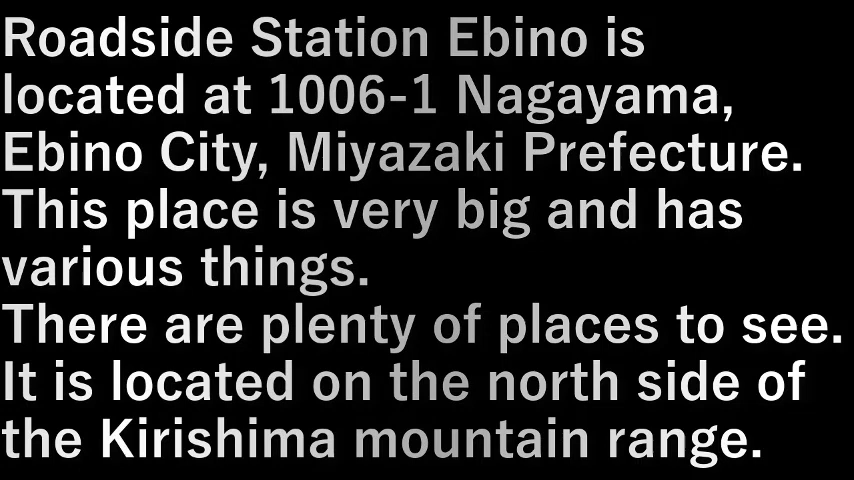 Roadside Station Ebino is
located at 1006-1 Nagayama,
Ebino City, Miyazaki Prefecture.
This place is very big and has
various things.
There are plenty of places to see.
It is located on the north side of
the Kirishima mountain range.